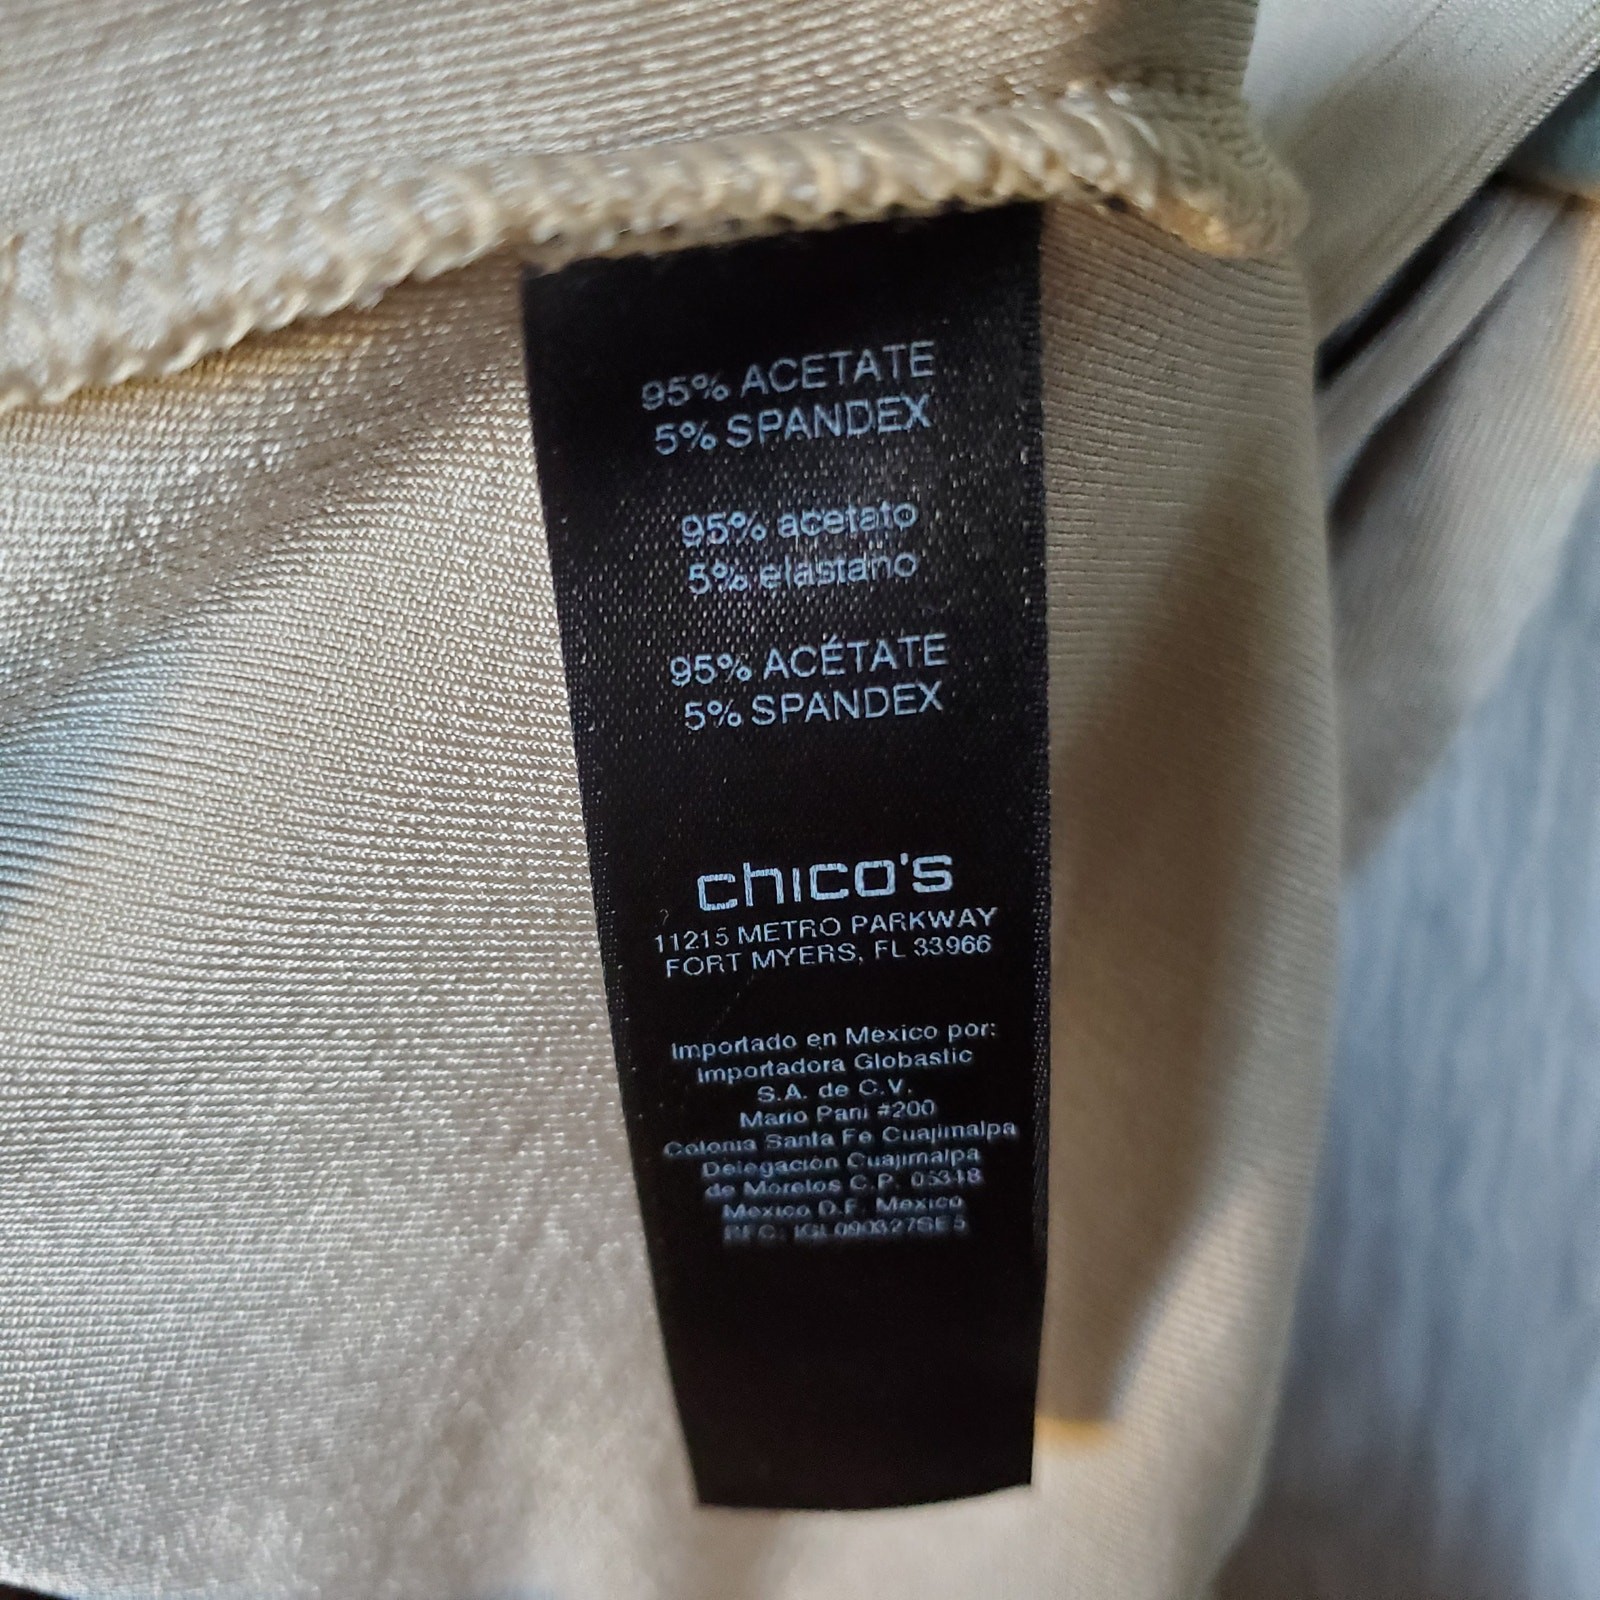 95% ACETATE
5% SPANDEX
95% acetato
5% elastano
95% ACÉTATE
5% SPANDEX
chico's
11215 METRO PARKWAY
FORT MYERS, FL 33966
Importado en Mexico por:
Importadora Globastic
S.A. de C.V.
Mario Pani #200
Colonia Santa Fe Cuajimalpa
Delegación Cuajimalpa
de Morelos C.P. 05348
Mexico D.F. Mexico
RFC: IGL090327SE5